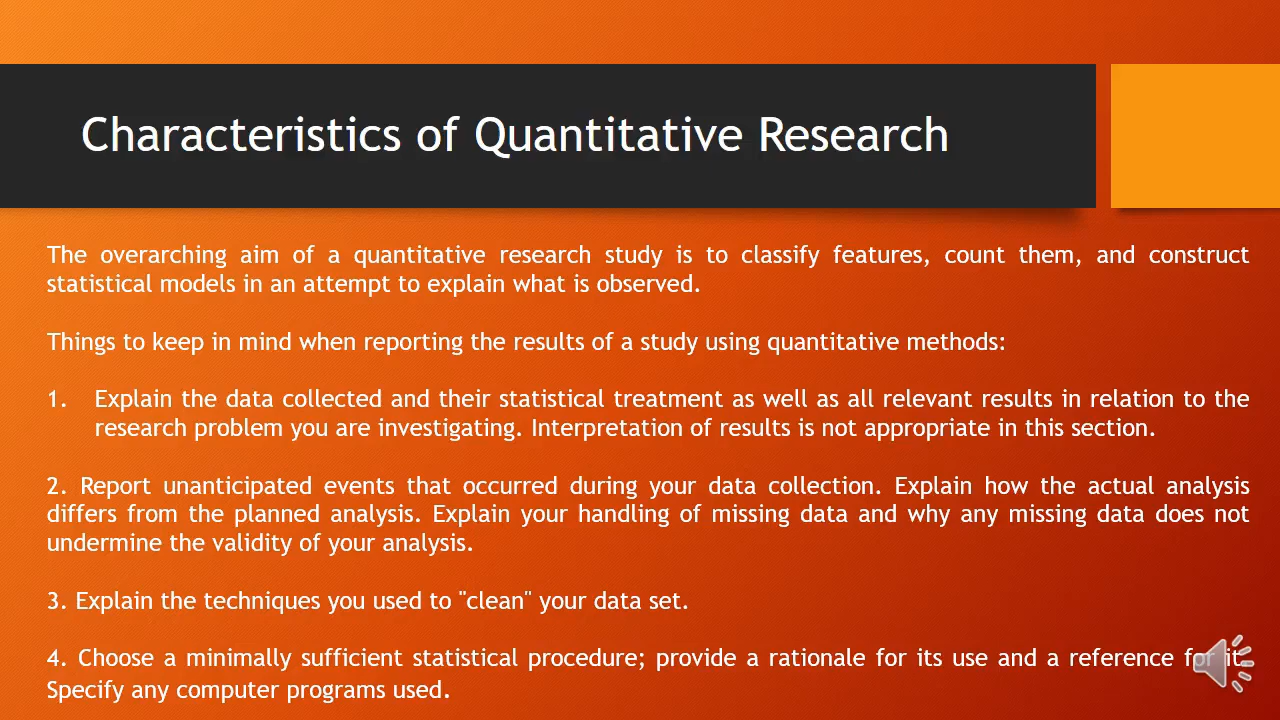 Characteristics of Quantitative Research
The overarching aim of a quantitative research study is to classify features, count them, and construct
statistical models in an attempt to explain what is observed.
Things to keep in mind when reporting the results of a study using quantitative methods:
1. Explain the data collected and their statistical treatment as well as all relevant results in relation to the
research problem you are investigating. Interpretation of results is not appropriate in this section.
2. Report unanticipated events that occurred during your data collection. Explain how the actual analysis
differs from the planned analysis. Explain your handling of missing data and why any missing data does not
undermine the validity of your analysis.
3. Explain the techniques you used to "clean" your data set.
4. Choose a minimally sufficient statistical procedure; provide a rationale for its use and a reference for it.
Specify any computer programs used.